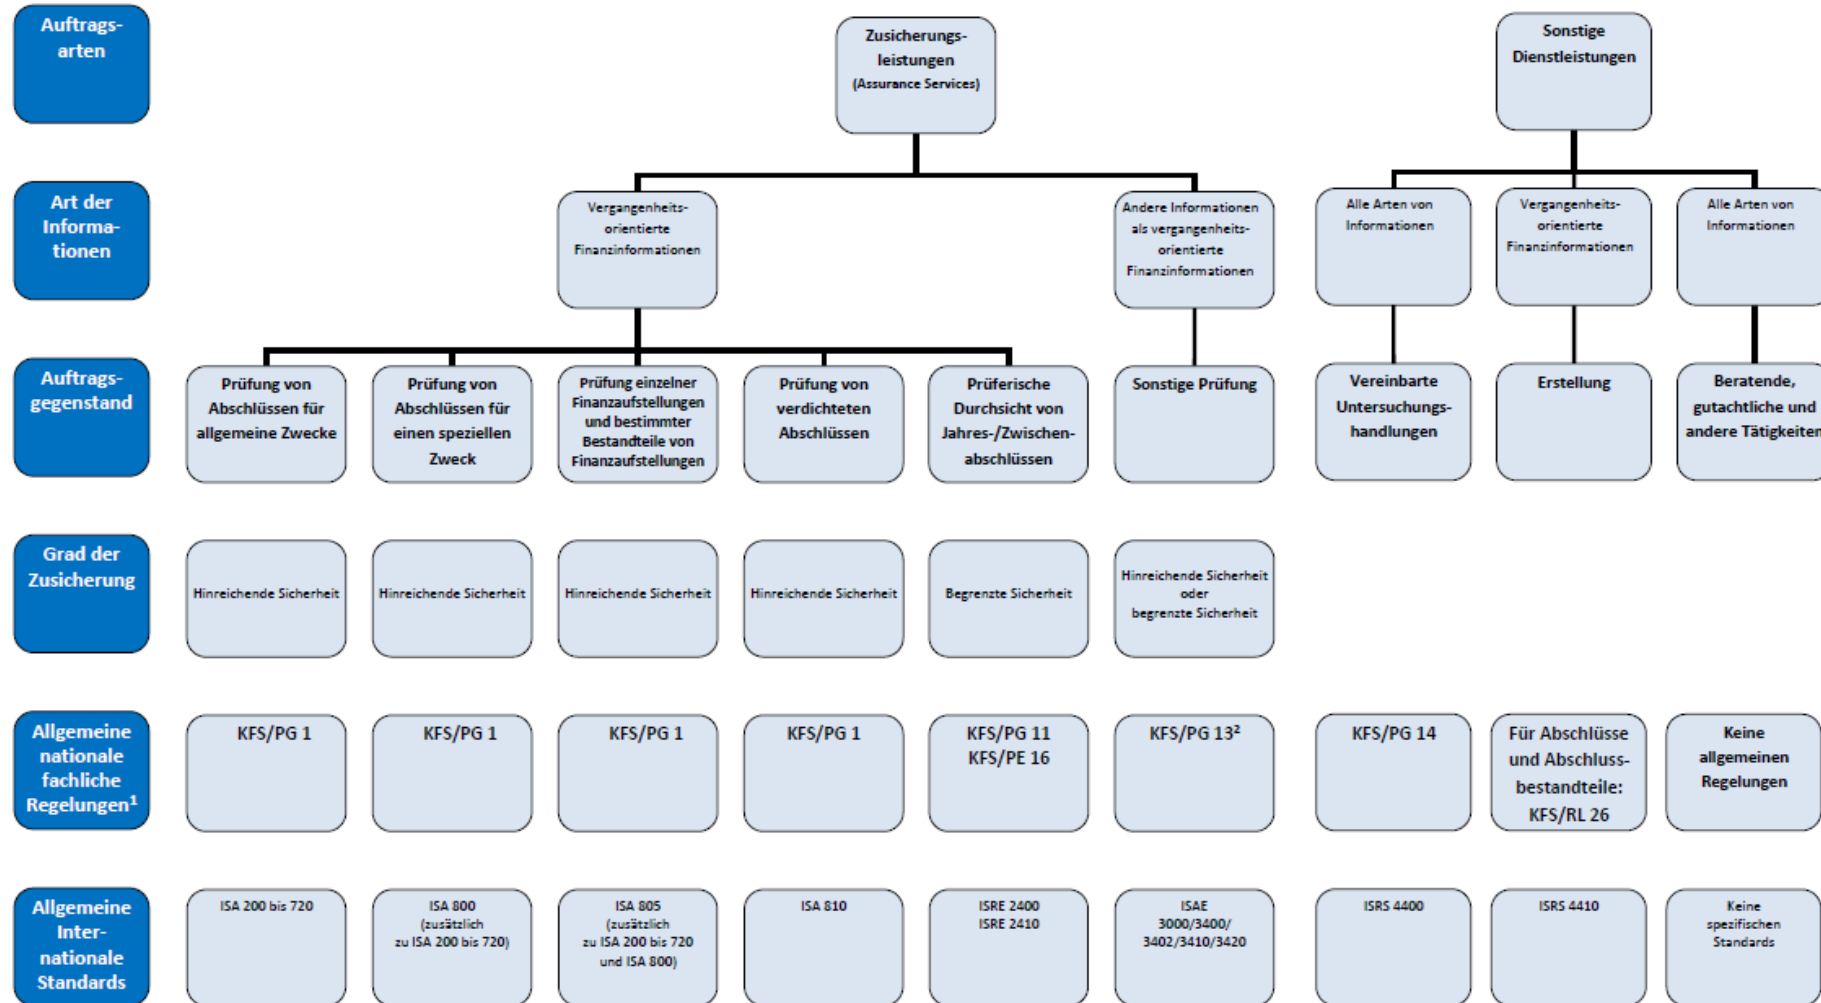 Auftrags-
arten
Zusicherungs-
leistungen
(Assurance Services)
Sonstige
Dienstleistungen
Art der
Informa-
tionen
Vergangenheits-
orientierte
Finanzinformationen
Andere Informationen
als vergangenheits-
orientierte
Finanzinformationen
Alle Arten von
Informationen
Vergangenheits-
orientierte
Finanzinformationen
Alle Arten von
Informationen
Auftrags-
gegenstand
Prüfung von
Abschlüssen für
allgemeine Zwecke
Prüfung von
Abschlüssen für
einen speziellen
Zweck
Prüfung einzelner
Finanzaufstellungen
und bestimmter
Bestandteile von
Finanzaufstellungen
Prüfung von
verdichteten
Abschlüssen
Prüferische
Durchsicht von
Jahres-/Zwischen-
abschlüssen
Sonstige Prüfung
Vereinbarte
Untersuchungs-
handlungen
Erstellung
Beratende,
gutachtliche und
andere Tätigkeiten
Grad der
Zusicherung
Hinreichende Sicherheit
Hinreichende Sicherheit
Hinreichende Sicherheit
Hinreichende Sicherheit
Begrenzte Sicherheit
Hinreichende Sicherheit
oder
begrenzte Sicherheit
Allgemeine
nationale
fachliche
Regelungen¹
KFS/PG 1
KFS/PG 1
KFS/PG 1
KFS/PG 1
KFS/PG 11
KFS/PE 16
KFS/PG 13²
KFS/PG 14
Für Abschlüsse
und Abschluss-
bestandteile:
KFS/RL 26
Keine
allgemeinen
Regelungen
Allgemeine
Inter-
nationale
Standards
ISA 200 bis 720
ISA 800
(zusätzlich
zu ISA 200 bis 720)
ISA 805
(zusätzlich
zu ISA 200 bis 720
und ISA 800)
ISA 810
ISRE 2400
ISRE 2410
ISAE
3000/3400/
3402/3410/3420
ISRS 4400
ISRS 4410
Keine
spezifischen
Standards